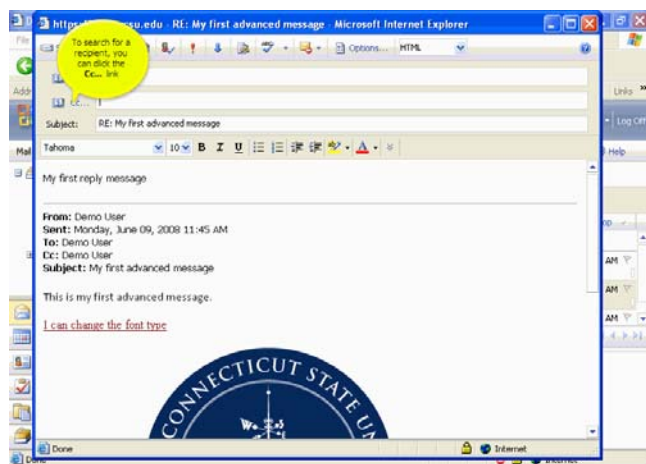 su.edu - RE: My first advanced message - Microsoft Internet Explorer
To search for a
recipient, you
can click the
Cc... link
Options... HTML
Cc...
Subject: RE: My first advanced message
Links
Log Off
Tahoma 10 B I U A
Mail
Help
My first reply message
From: Demo User
Sent: Monday, June 09, 2008 11:45 AM
To: Demo User
Cc: Demo User
Subject: My first advanced message
AM
AM
AM
This is my first advanced message.
I can change the font type
CONNECTICUT STATE UN
Done
Internet